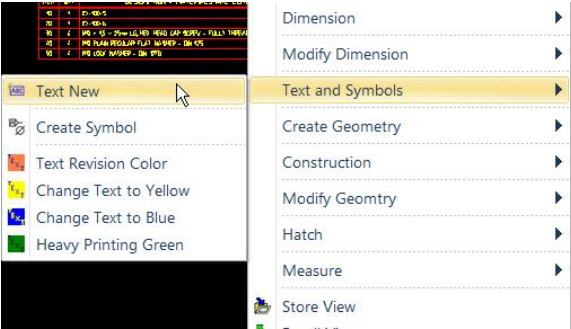 Dimension
Modify Dimension
Text and Symbols
Create Geometry
Construction
Modify Geomtry
Hatch
Measure
Store View
Text New
Create Symbol
Text Revision Color
Change Text to Yellow
Change Text to Blue
Heavy Printing Green